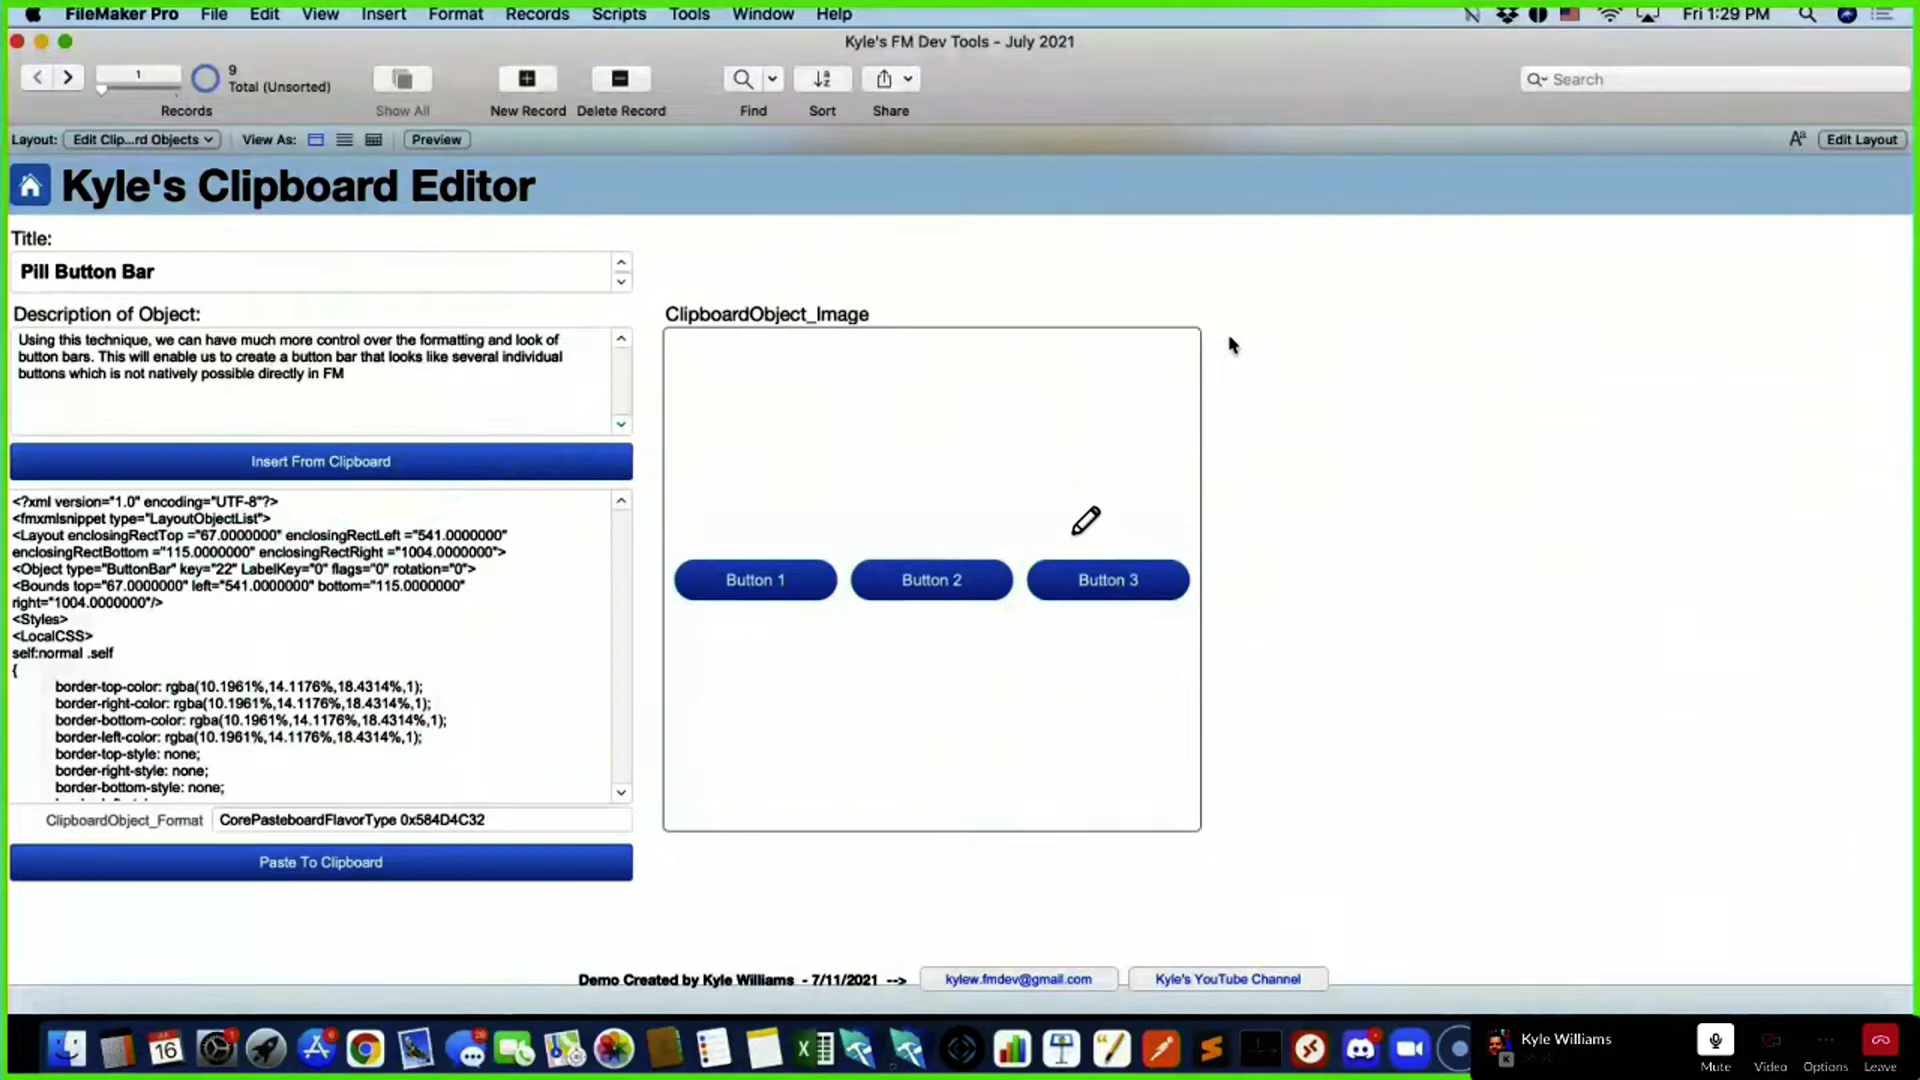 FileMaker Pro File Edit View Insert Format Records Scripts Tools Window Help Fri 1:29 PM
Kyle's FM Dev Tools - July 2021
1 9
Total (Unsorted)
Search
Records Show All New Record Delete Record Find Sort Share
Layout: Edit Clip...rd Objects View As: Preview Aa Edit Layout
Kyle's Clipboard Editor
Title:
Pill Button Bar
Description of Object:
Using this technique, we can have much more control over the formatting and look of
button bars. This will enable us to create a button bar that looks like several individual
buttons which is not natively possible directly in FM
ClipboardObject_Image
Insert From Clipboard
<?xml version="1.0" encoding="UTF-8"?>
<fmxmlsnippet type="LayoutObjectList">
<Layout enclosingRectTop ="67.0000000" enclosingRectLeft ="541.0000000"
enclosingRectBottom ="115.0000000" enclosingRectRight ="1004.0000000">
<Object type="ButtonBar" key="22" LabelKey="0" flags="0" rotation="0">
<Bounds top="67.0000000" left="541.0000000" bottom="115.0000000"
right="1004.0000000"/>
<Styles>
<LocalCSS>
self:normal .self
{
border-top-color: rgba(10.1961%,14.1176%,18.4314%,1);
border-right-color: rgba(10.1961%,14.1176%,18.4314%,1);
border-bottom-color: rgba(10.1961%,14.1176%,18.4314%,1);
border-left-color: rgba(10.1961%,14.1176%,18.4314%,1);
border-top-style: none;
border-right-style: none;
border-bottom-style: none;
Button 1 Button 2 Button 3
ClipboardObject_Format CorePasteboardFlavorType 0x584D4C32
Paste To Clipboard
Demo Created by Kyle Williams - 7/11/2021 --> kylew.fmdev@gmail.com Kyle's YouTube Channel
JUL
16
Kyle Williams
K
Mute Video Options Leave